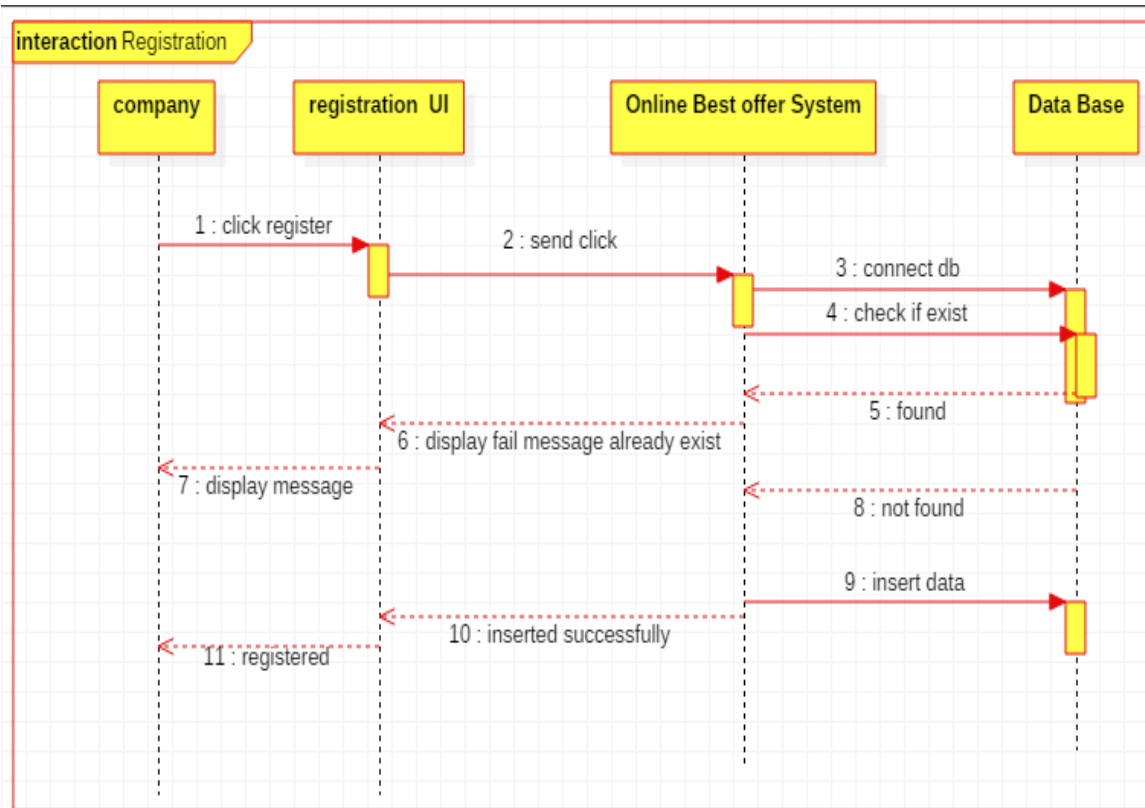 interaction Registration
company
registration UI
Online Best offer System
Data Base
1 : click register
2 : send click
3 : connect db
4 : check if exist
5 : found
6 : display fail message already exist
7 : display message
8 : not found
9 : insert data
10 : inserted successfully
11 : registered